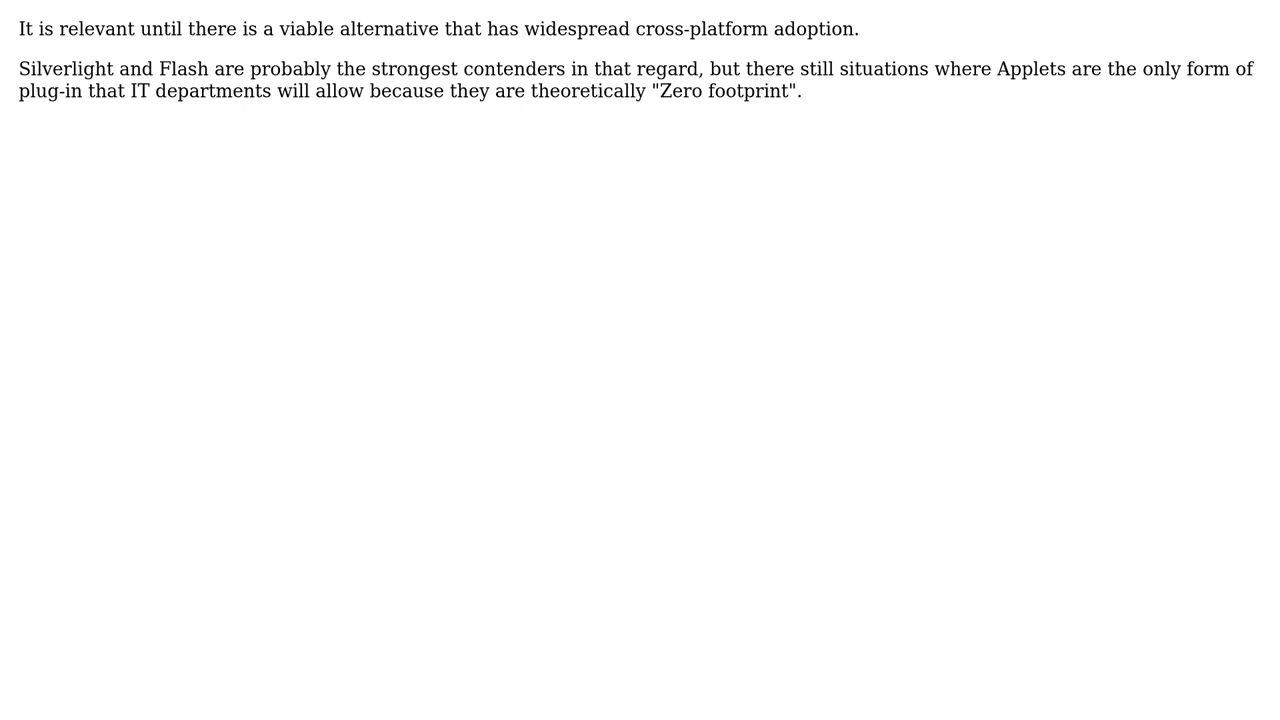 It is relevant until there is a viable alternative that has widespread cross-platform adoption.
Silverlight and Flash are probably the strongest contenders in that regard, but there still situations where Applets are the only form of
plug-in that IT departments will allow because they are theoretically "Zero footprint".